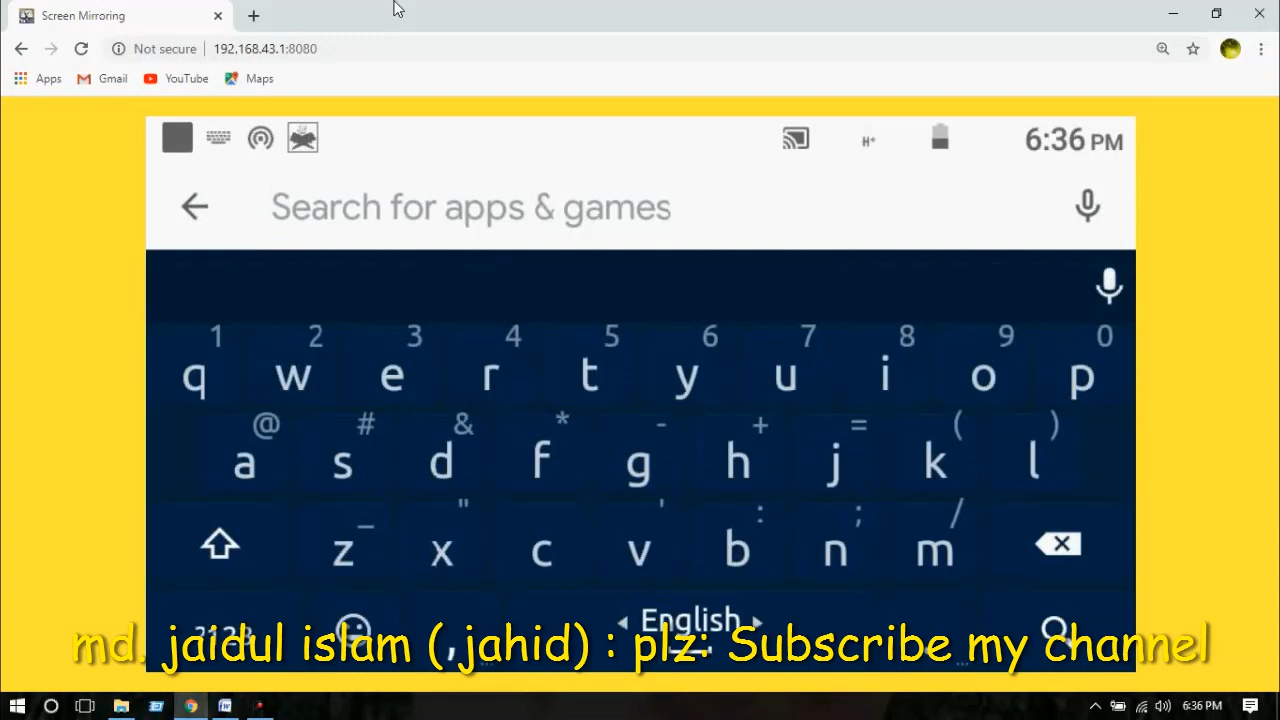 Screen Mirroring
Not secure 192.168.43.1:8080
Apps Gmail YouTube Maps
H+ 6:36 PM
Search for apps & games
1 2 3 4 5 6 7 8 9 0
q w e r t y u i o p
@ # & * - + = ( )
a s d f g h j k l
_ " ' : ; /
z x c v b n m
◂ English ▸
md. jaidul islam (,jahid) : plz: Subscribe my channel
6:36 PM